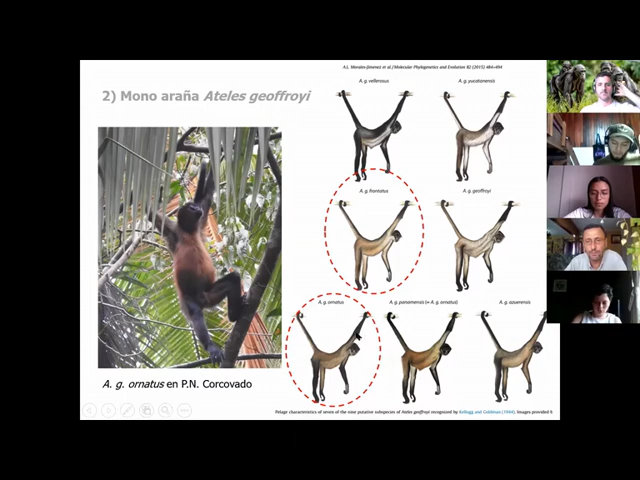 A.L. Morales-Jimenez et al./Molecular Phylogenetics and Evolution 82 (2015) 484–494
2) Mono araña Ateles geoffroyi
A. g. vellerosus
A. g. yucatanensis
A. g. frontatus
A. g. geoffroyi
A. g. ornatus
A. g. panamensis (= A. g. ornatus)
A. g. azuerensis
A. g. ornatus en P.N. Corcovado
Pelage characteristics of seven of the nine putative subspecies of Ateles geoffroyi recognized by Kellogg and Goldman (1944). Images provided b